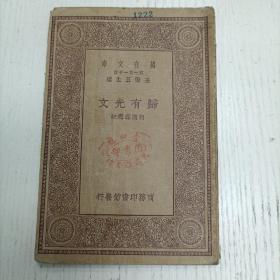 1222
萬有文庫
第一集一千種
王雲五主編
歸有光文
胡懷琛選註
商務印書館發行